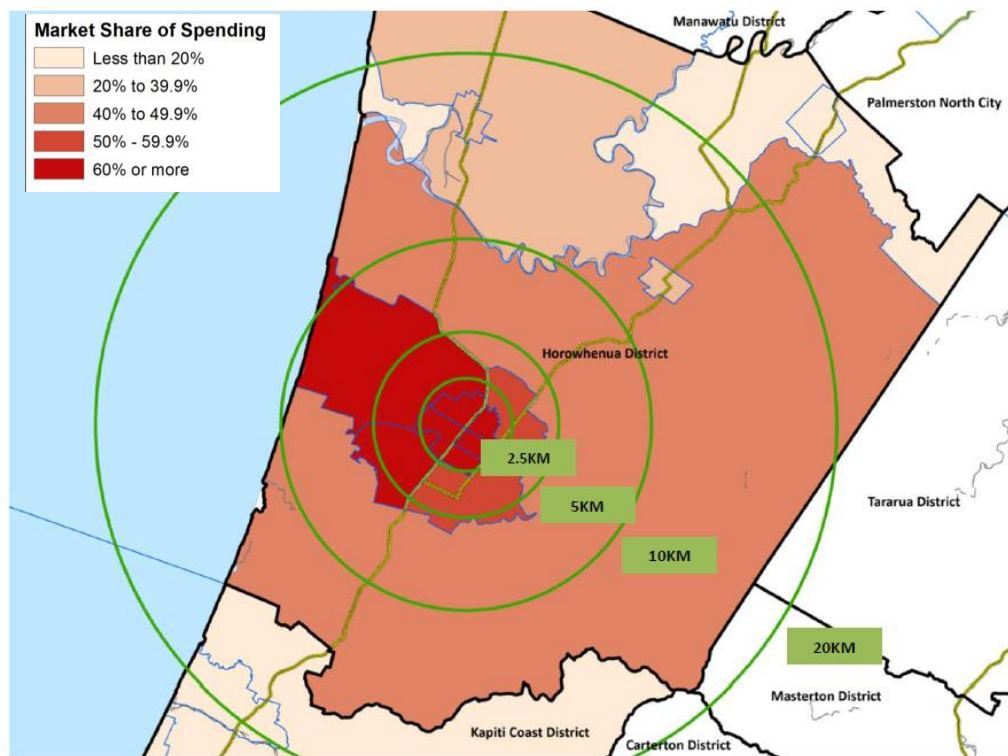 Market Share of Spending
Less than 20%
20% to 39.9%
40% to 49.9%
50% - 59.9%
60% or more
Manawatu District
Palmerston North City
Horowhenua District
2.5KM
5KM
Tararua District
10KM
20KM
Masterton District
Kapiti Coast District
Carterton District